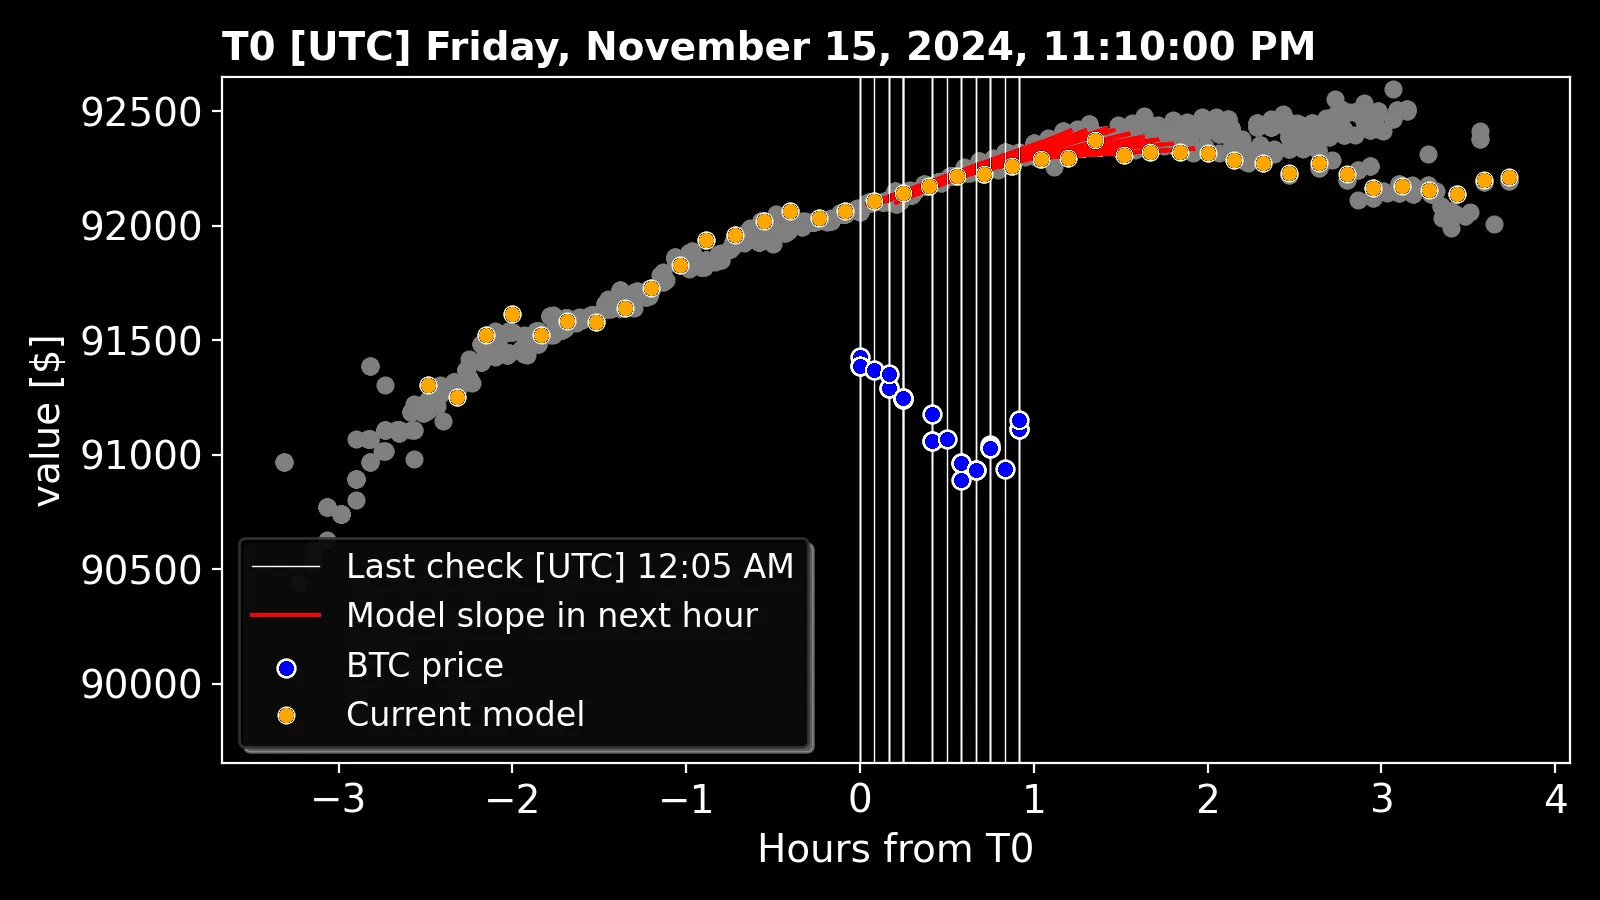 T0 [UTC] Friday, November 15, 2024, 11:10:00 PM
value [$]
92500
92000
91500
91000
90500
90000
Last check [UTC] 12:05 AM
Model slope in next hour
BTC price
Current model
−3 −2 −1 0 1 2 3 4
Hours from T0